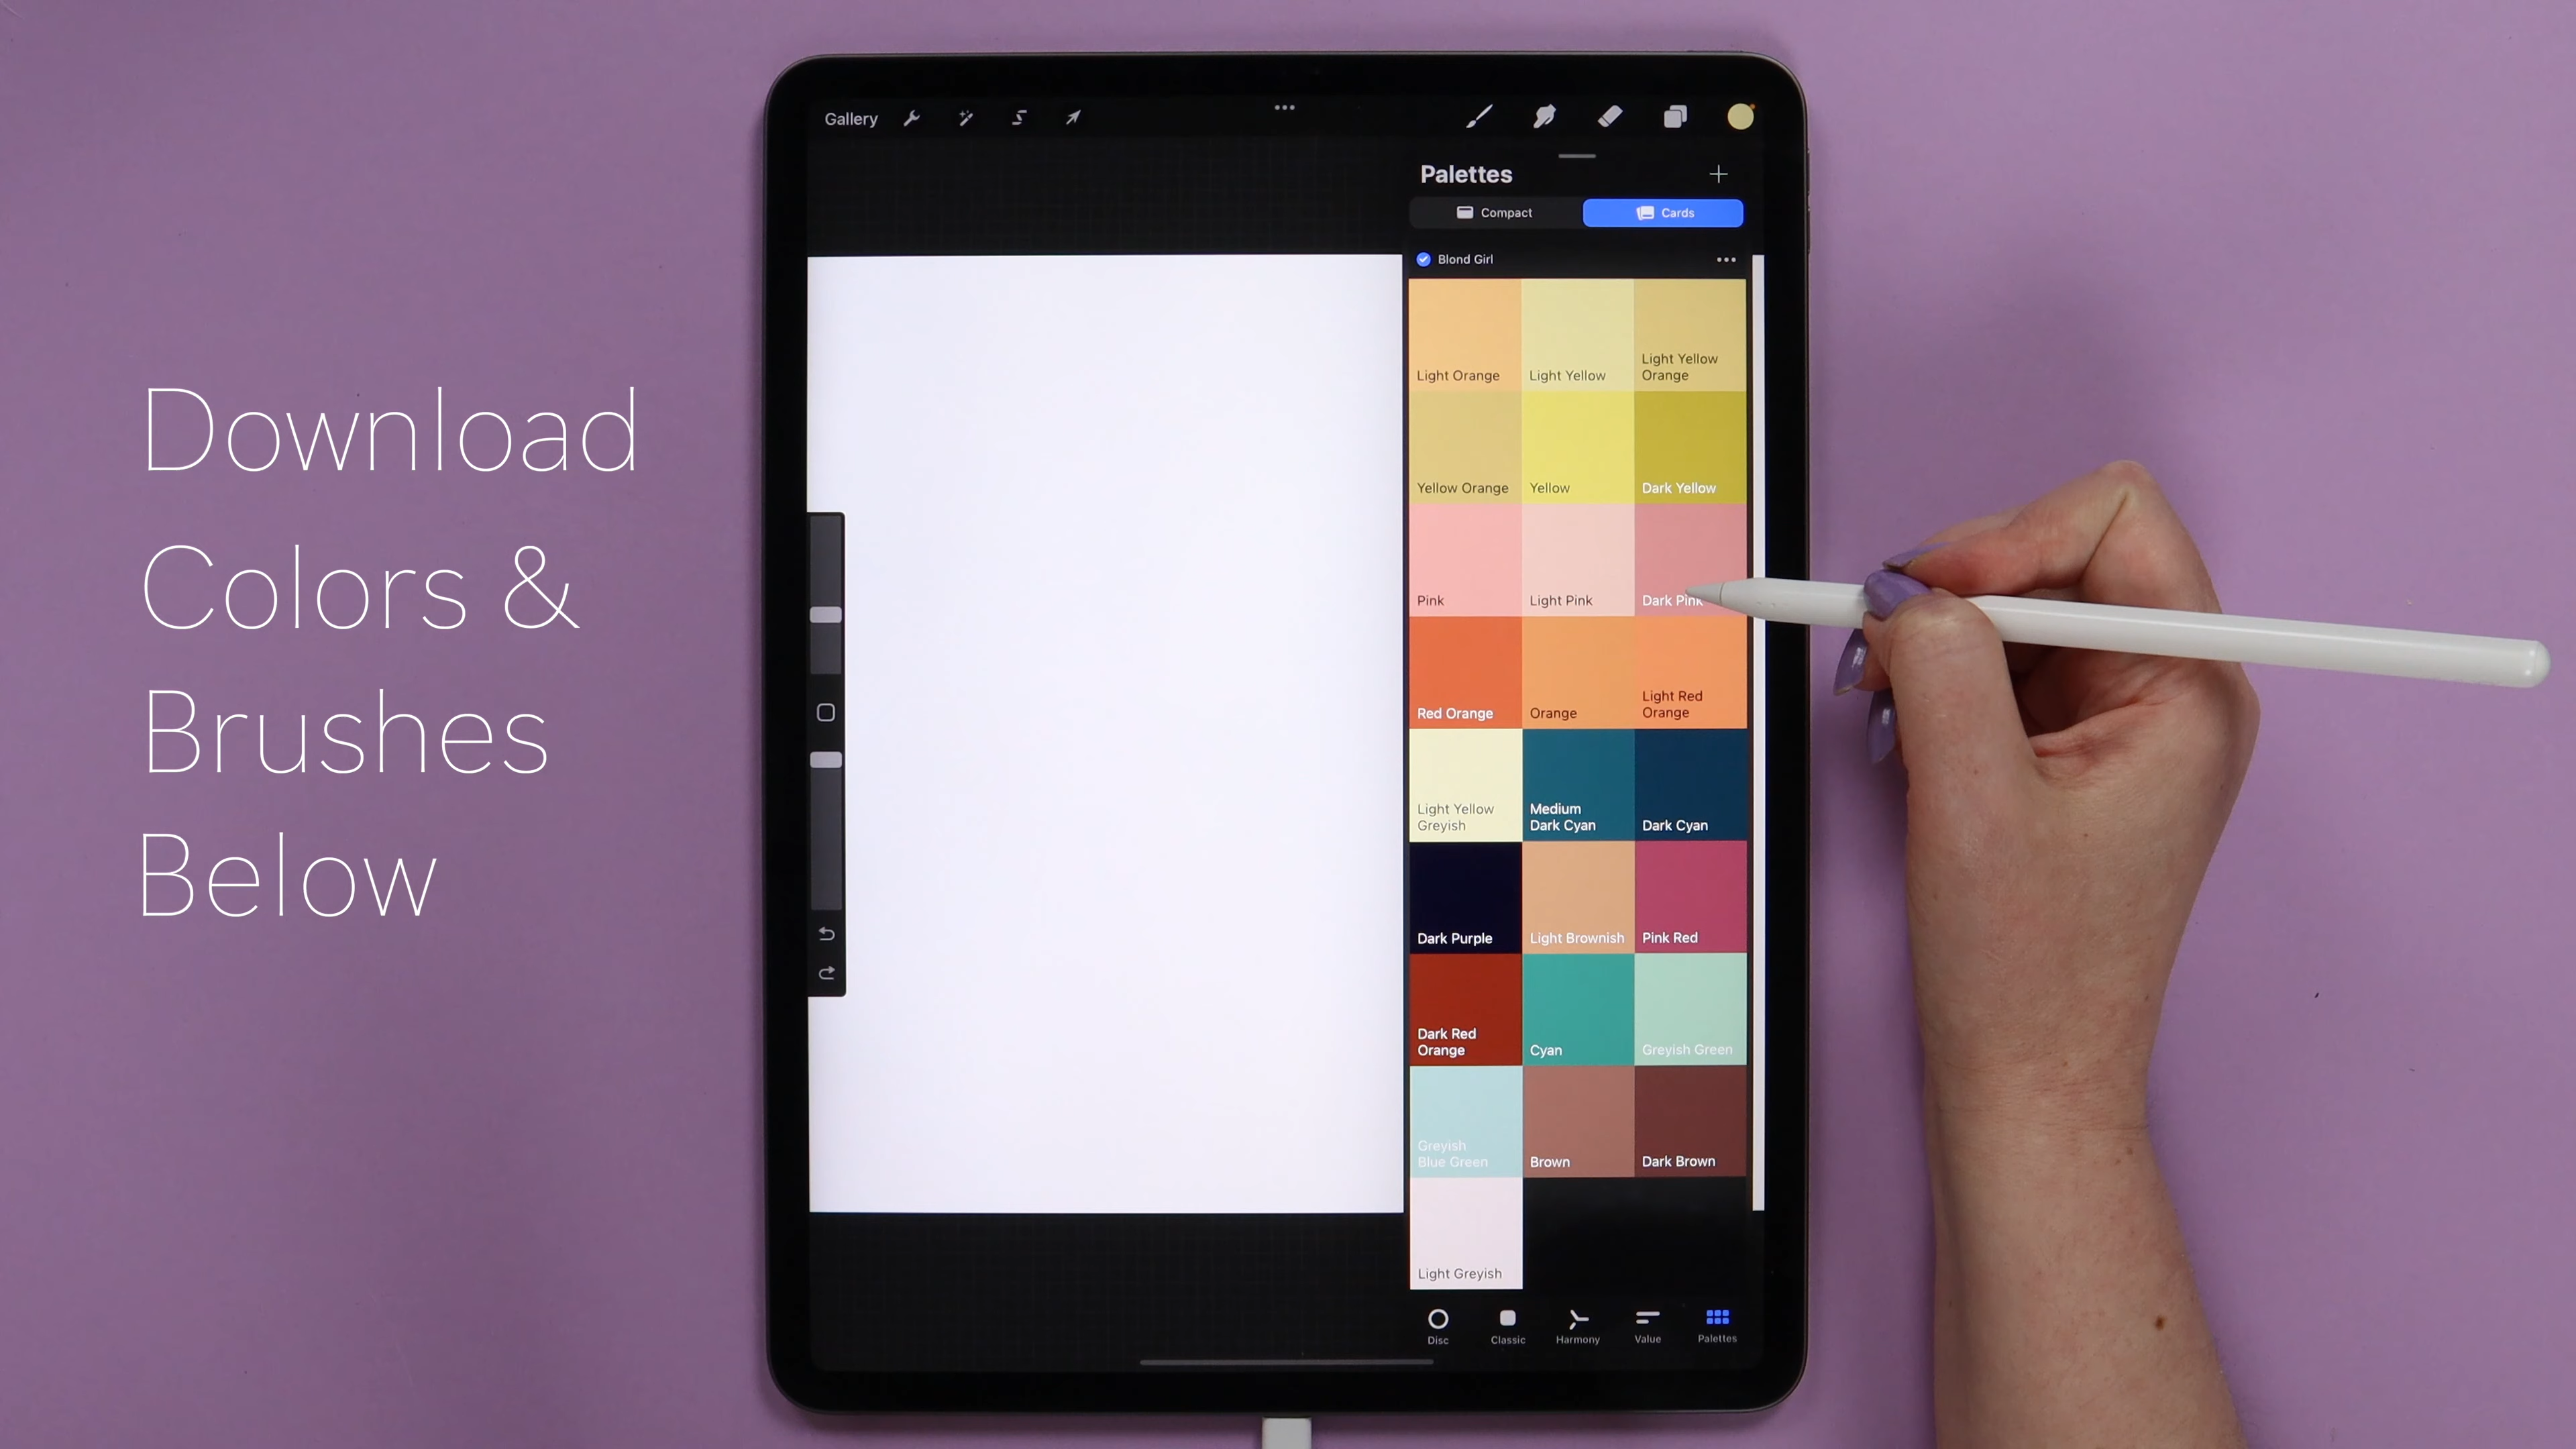 Download
Colors &
Brushes
Below
Gallery
Palettes
Compact
Cards
Blond Girl
Light Orange
Light Yellow
Light Yellow
Orange
Yellow Orange
Yellow
Dark Yellow
Pink
Light Pink
Dark Pink
Red Orange
Orange
Light Red
Orange
Light Yellow
Greyish
Medium
Dark Cyan
Dark Cyan
Dark Purple
Light Brownish
Pink Red
Dark Red
Orange
Cyan
Greyish Green
Greyish
Blue Green
Brown
Dark Brown
Light Greyish
Disc
Classic
Harmony
Value
Palettes